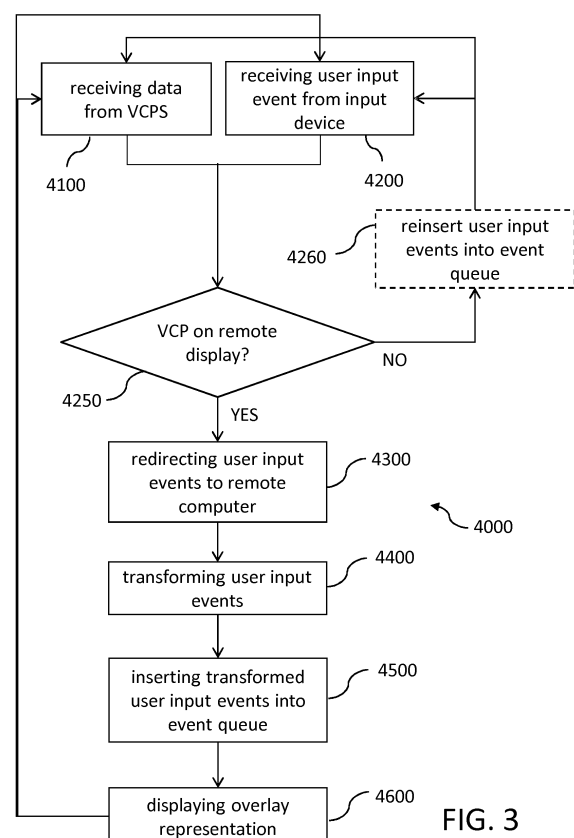 receiving data
from VCPS
receiving user input
event from input
device
4100
4200
reinsert user input
events into event
queue
4260
VCP on remote
display?
NO
4250
YES
redirecting user input
events to remote
computer
4300
4000
transforming user input
events
4400
inserting transformed
user input events into
event queue
4500
displaying overlay
representation
4600
FIG. 3